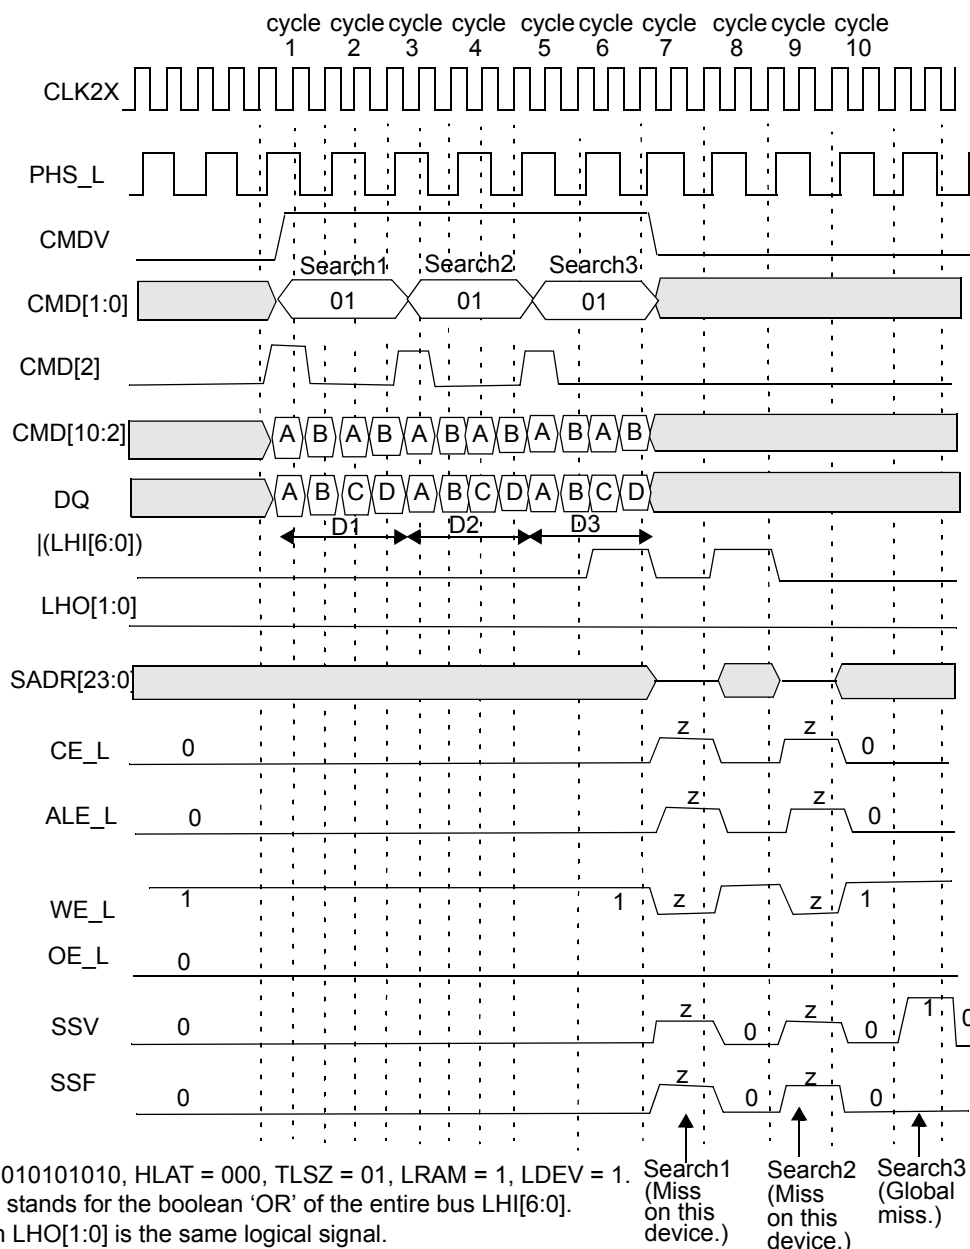 cycle cycle cycle cycle cycle cycle cycle cycle cycle cycle
1 2 3 4 5 6 7 8 9 10
CLK2X
PHS_L
CMDV
Search1 Search2 Search3
CMD[1:0] 01 01 01
CMD[2]
CMD[10:2] A B A B A B A B A B A B
DQ A B C D A B C D A B C D
D1 D2 D3
|(LHI[6:0])
LHO[1:0]
SADR[23:0]
z z
CE_L 0 0
z z
ALE_L 0 0
WE_L 1 1 z z 1
OE_L 0
SSV 0 z 0 z 0 1 0
SSF 0 z 0 z 0
010101010, HLAT = 000, TLSZ = 01, LRAM = 1, LDEV = 1.
stands for the boolean ‘OR’ of the entire bus LHI[6:0].
LHO[1:0] is the same logical signal.
Search1
(Miss
on this
device.)
Search2
(Miss
on this
device.)
Search3
(Global
miss.)